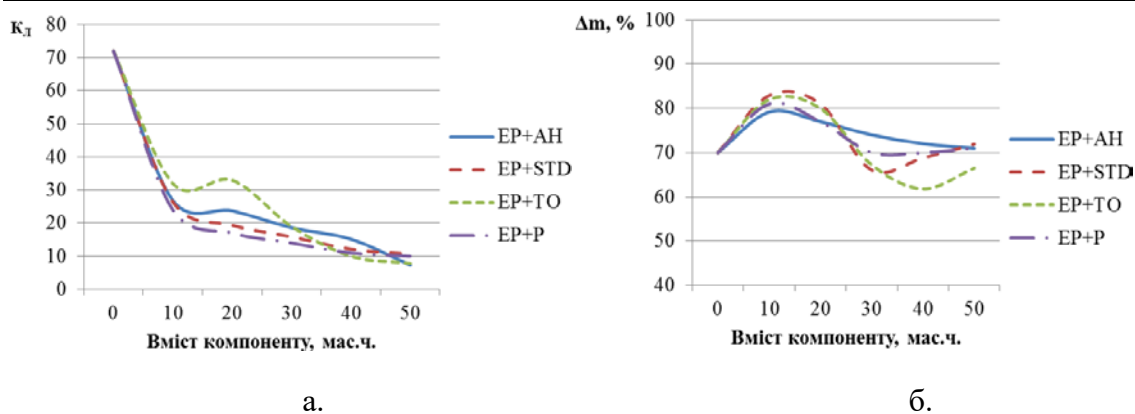 Кл
80
70
60
50
40
30
20
10
0
0 10 20 30 40 50
Вміст компоненту, мас.ч.
EP+AH
EP+STD
EP+TO
EP+P
а.
Δm, %
100
90
80
70
60
50
40
0 10 20 30 40 50
Вміст компоненту, мас.ч.
EP+AH
EP+STD
EP+TO
EP+P
б.